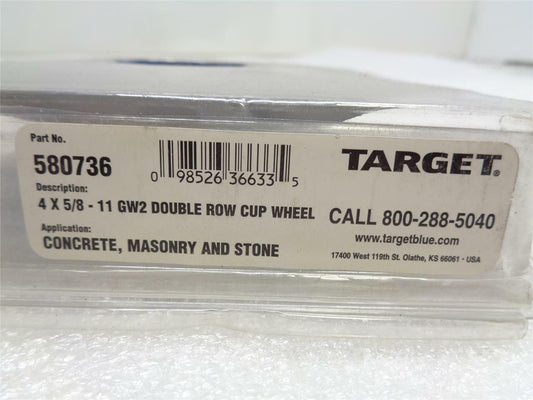 Part No.
580736
0 98526 36633 5
Description:
4 X 5/8 - 11 GW2 DOUBLE ROW CUP WHEEL
Application:
CONCRETE, MASONRY AND STONE
TARGET®
CALL 800-288-5040
www.targetblue.com
17400 West 119th St. Olathe, KS 66061 • USA